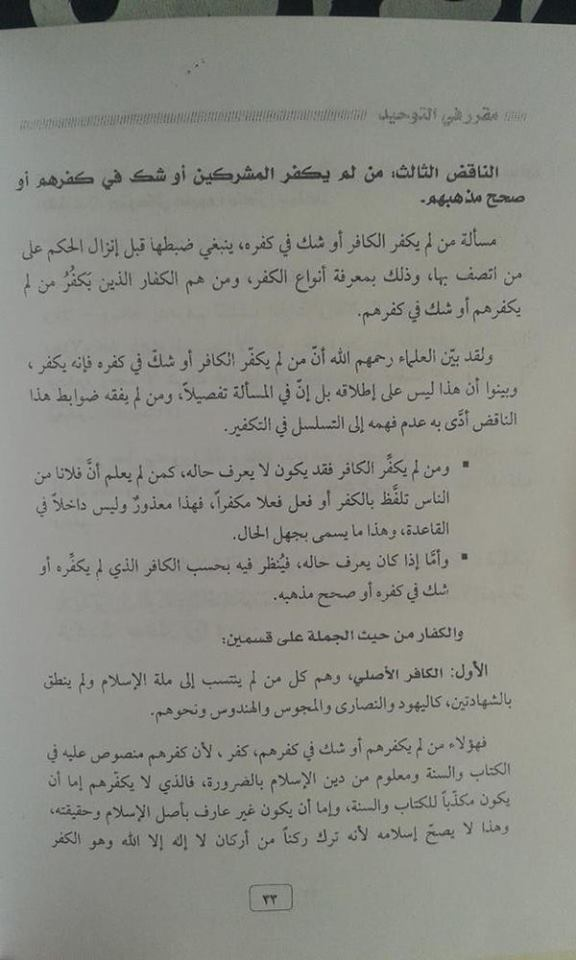 مقرر في التوحيد
الناقض الثالث: من لم يكفر المشركين أو شك في كفرهم أو
صحح مذهبهم.
مسألة من لم يكفر الكافر أو شك في كفره، ينبغي ضبطها قبل إنزال الحكم على
من اتصف بها، وذلك بمعرفة أنواع الكفر، ومن هم الكفار الذين يَكفُرُ من لم
يكفرهم أو شك في كفرهم.
ولقد بيّن العلماء رحمهم الله أنّ من لم يكفّر الكافر أو شكّ في كفره فإنه يكفر ،
وبينوا أن هذا ليس على إطلاقه بل إنّ في المسألة تفصيلاً، ومن لم يفقه ضوابط هذا
الناقض أدَّى به عدم فهمه إلى التسلسل في التكفير.
▪ ومن لم يكفَّر الكافر فقد يكون لا يعرف حاله، كمن لم يعلم أنَّ فلانا من
الناس تلفَّظ بالكفر أو فعل فعلا مكفراً، فهذا معذورٌ وليس داخلاً في
القاعدة، وهذا ما يسمى بجهل الحال.
▪ وأمَّا إذا كان يعرف حاله، فيُنظر فيه بحسب الكافر الذي لم يكفِّره أو
شك في كفره أو صحح مذهبه.
والكفار من حيث الجملة على قسمين:
الأول: الكافر الأصلي، وهم كل من لم ينتسب إلى ملة الإسلام ولم ينطق
بالشهادتين، كاليهود والنصارى والمجوس والهندوس ونحوهم.
فهؤلاء من لم يكفرهم أو شك في كفرهم، كفر ، لأن كفرهم منصوص عليه في
الكتاب والسنة ومعلوم من دين الإسلام بالضرورة، فالذي لا يكفّرهم إما أن
يكون مكذّباً للكتاب والسنة، وإما أن يكون غير عارف بأصل الإسلام وحقيقته،
وهذا لا يصحّ إسلامه لأنه ترك ركناً من أركان لا إله إلا الله وهو الكفر
٣٣